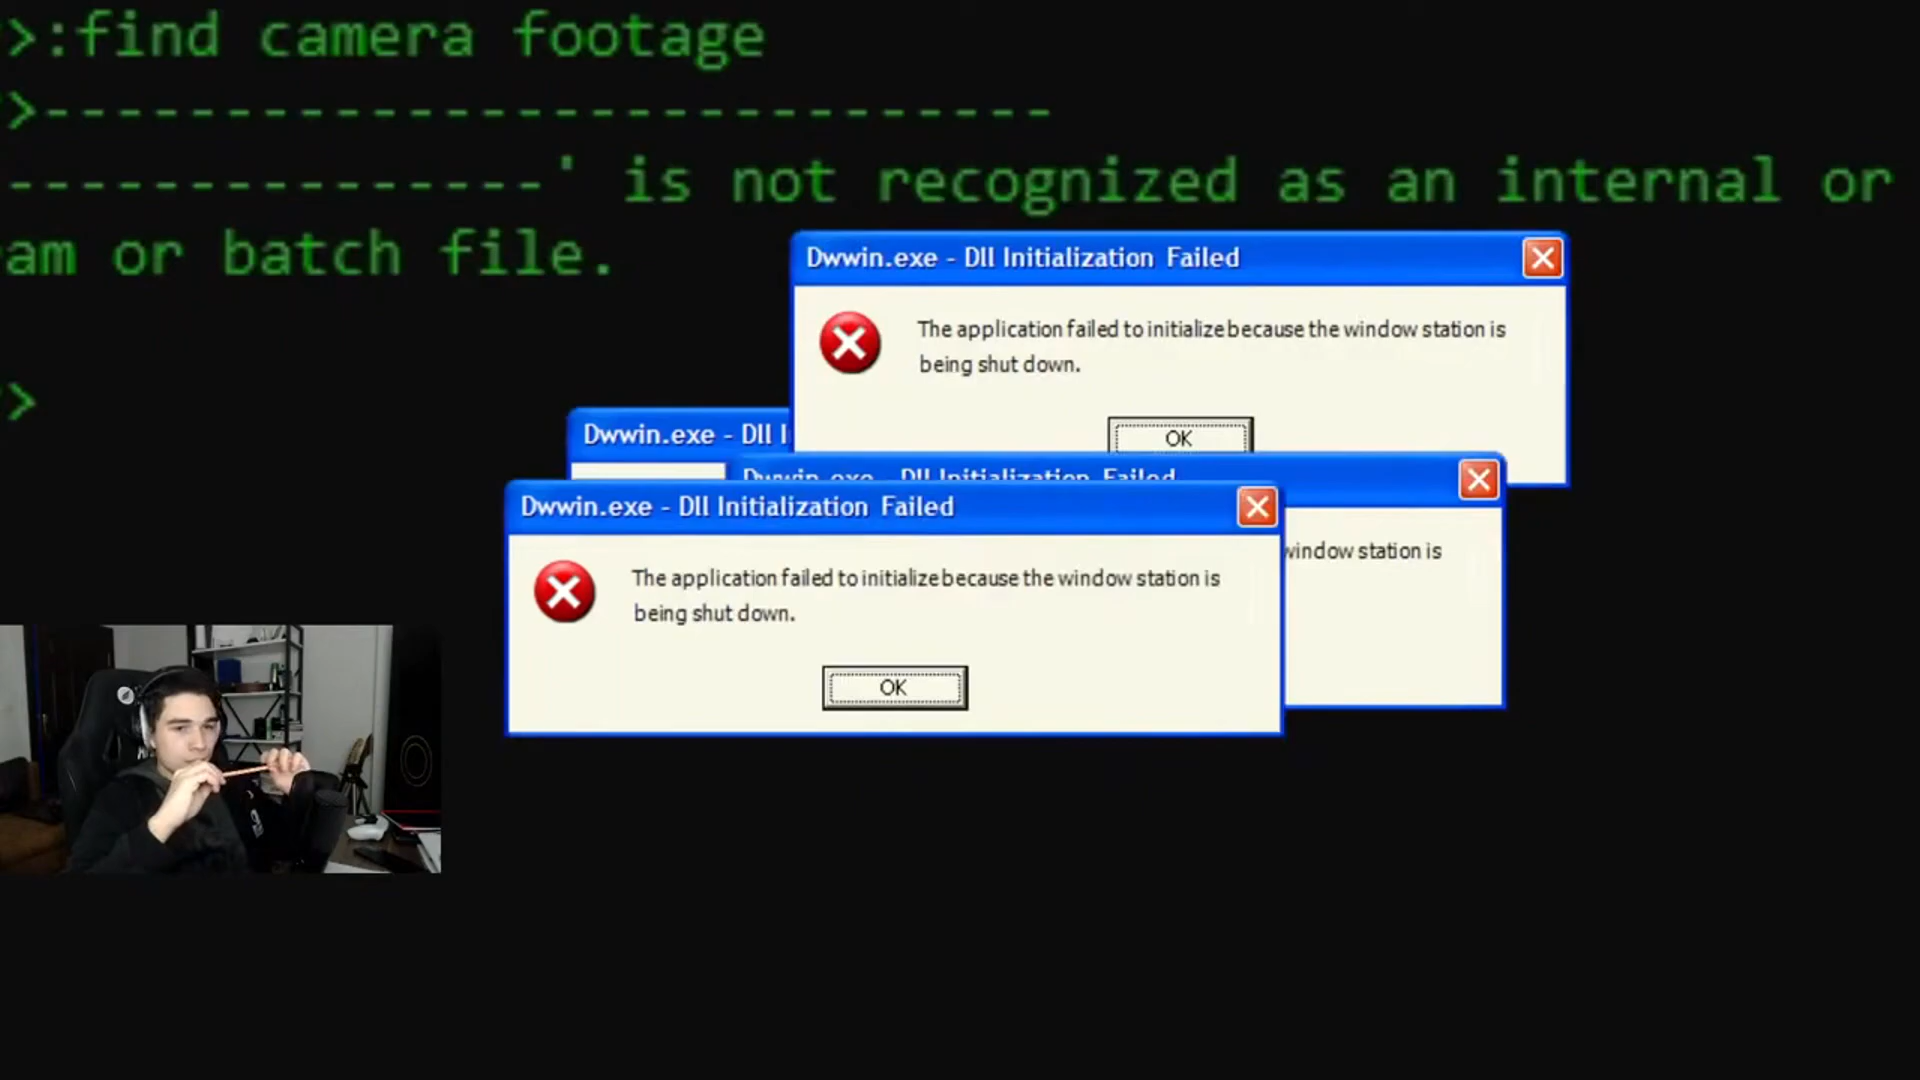 >:find camera footage
>----------------------------
---------------' is not recognized as an internal or
am or batch file.
>
Dwwin.exe - Dll Initialization Failed
The application failed to initialize because the window station is
being shut down.
OK
Dwwin.exe - Dll I
Dwwin.exe - Dll Initialization Failed
window station is
Dwwin.exe - Dll Initialization Failed
The application failed to initialize because the window station is
being shut down.
OK